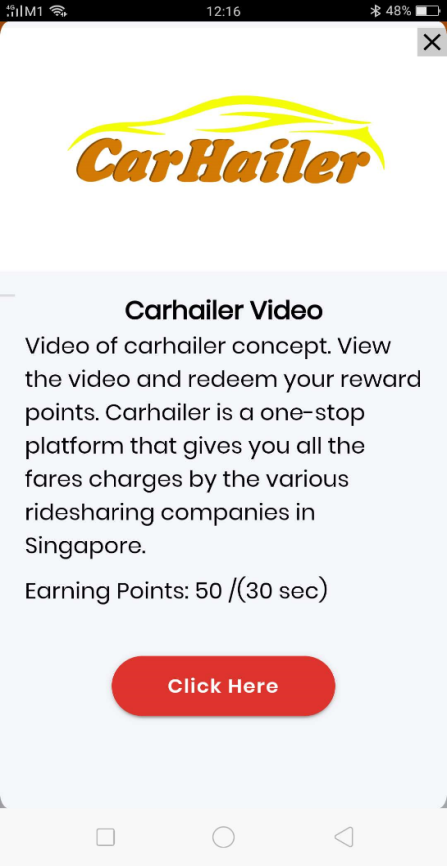 4G M1 12:16 48%
CarHailer
Carhailer Video
Video of carhailer concept. View
the video and redeem your reward
points. Carhailer is a one-stop
platform that gives you all the
fares charges by the various
ridesharing companies in
Singapore.
Earning Points: 50 /(30 sec)
Click Here